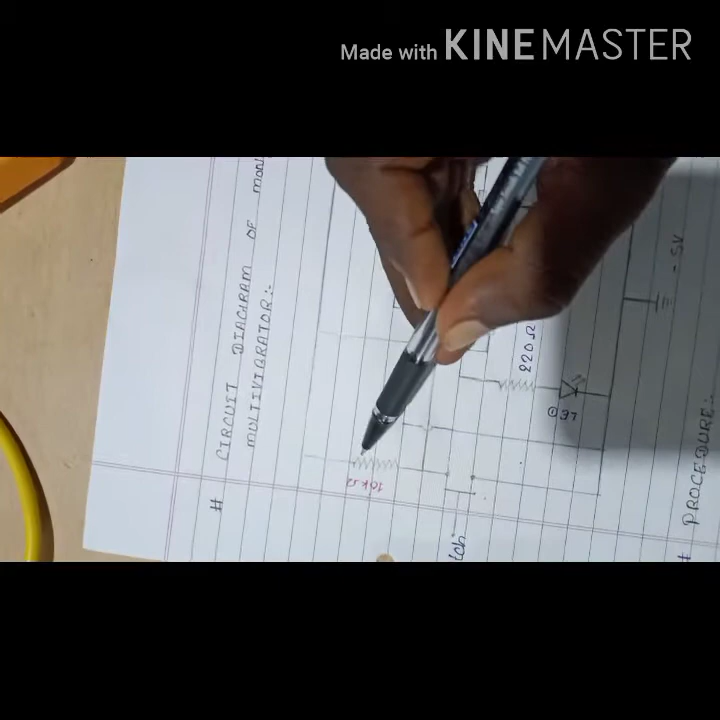 Made with KINEMASTER
# CIRCUIT DIAGRAM OF
MULTIVIBRATOR:-
10KΩ
220Ω
LED
5V
# PROCEDURE:-